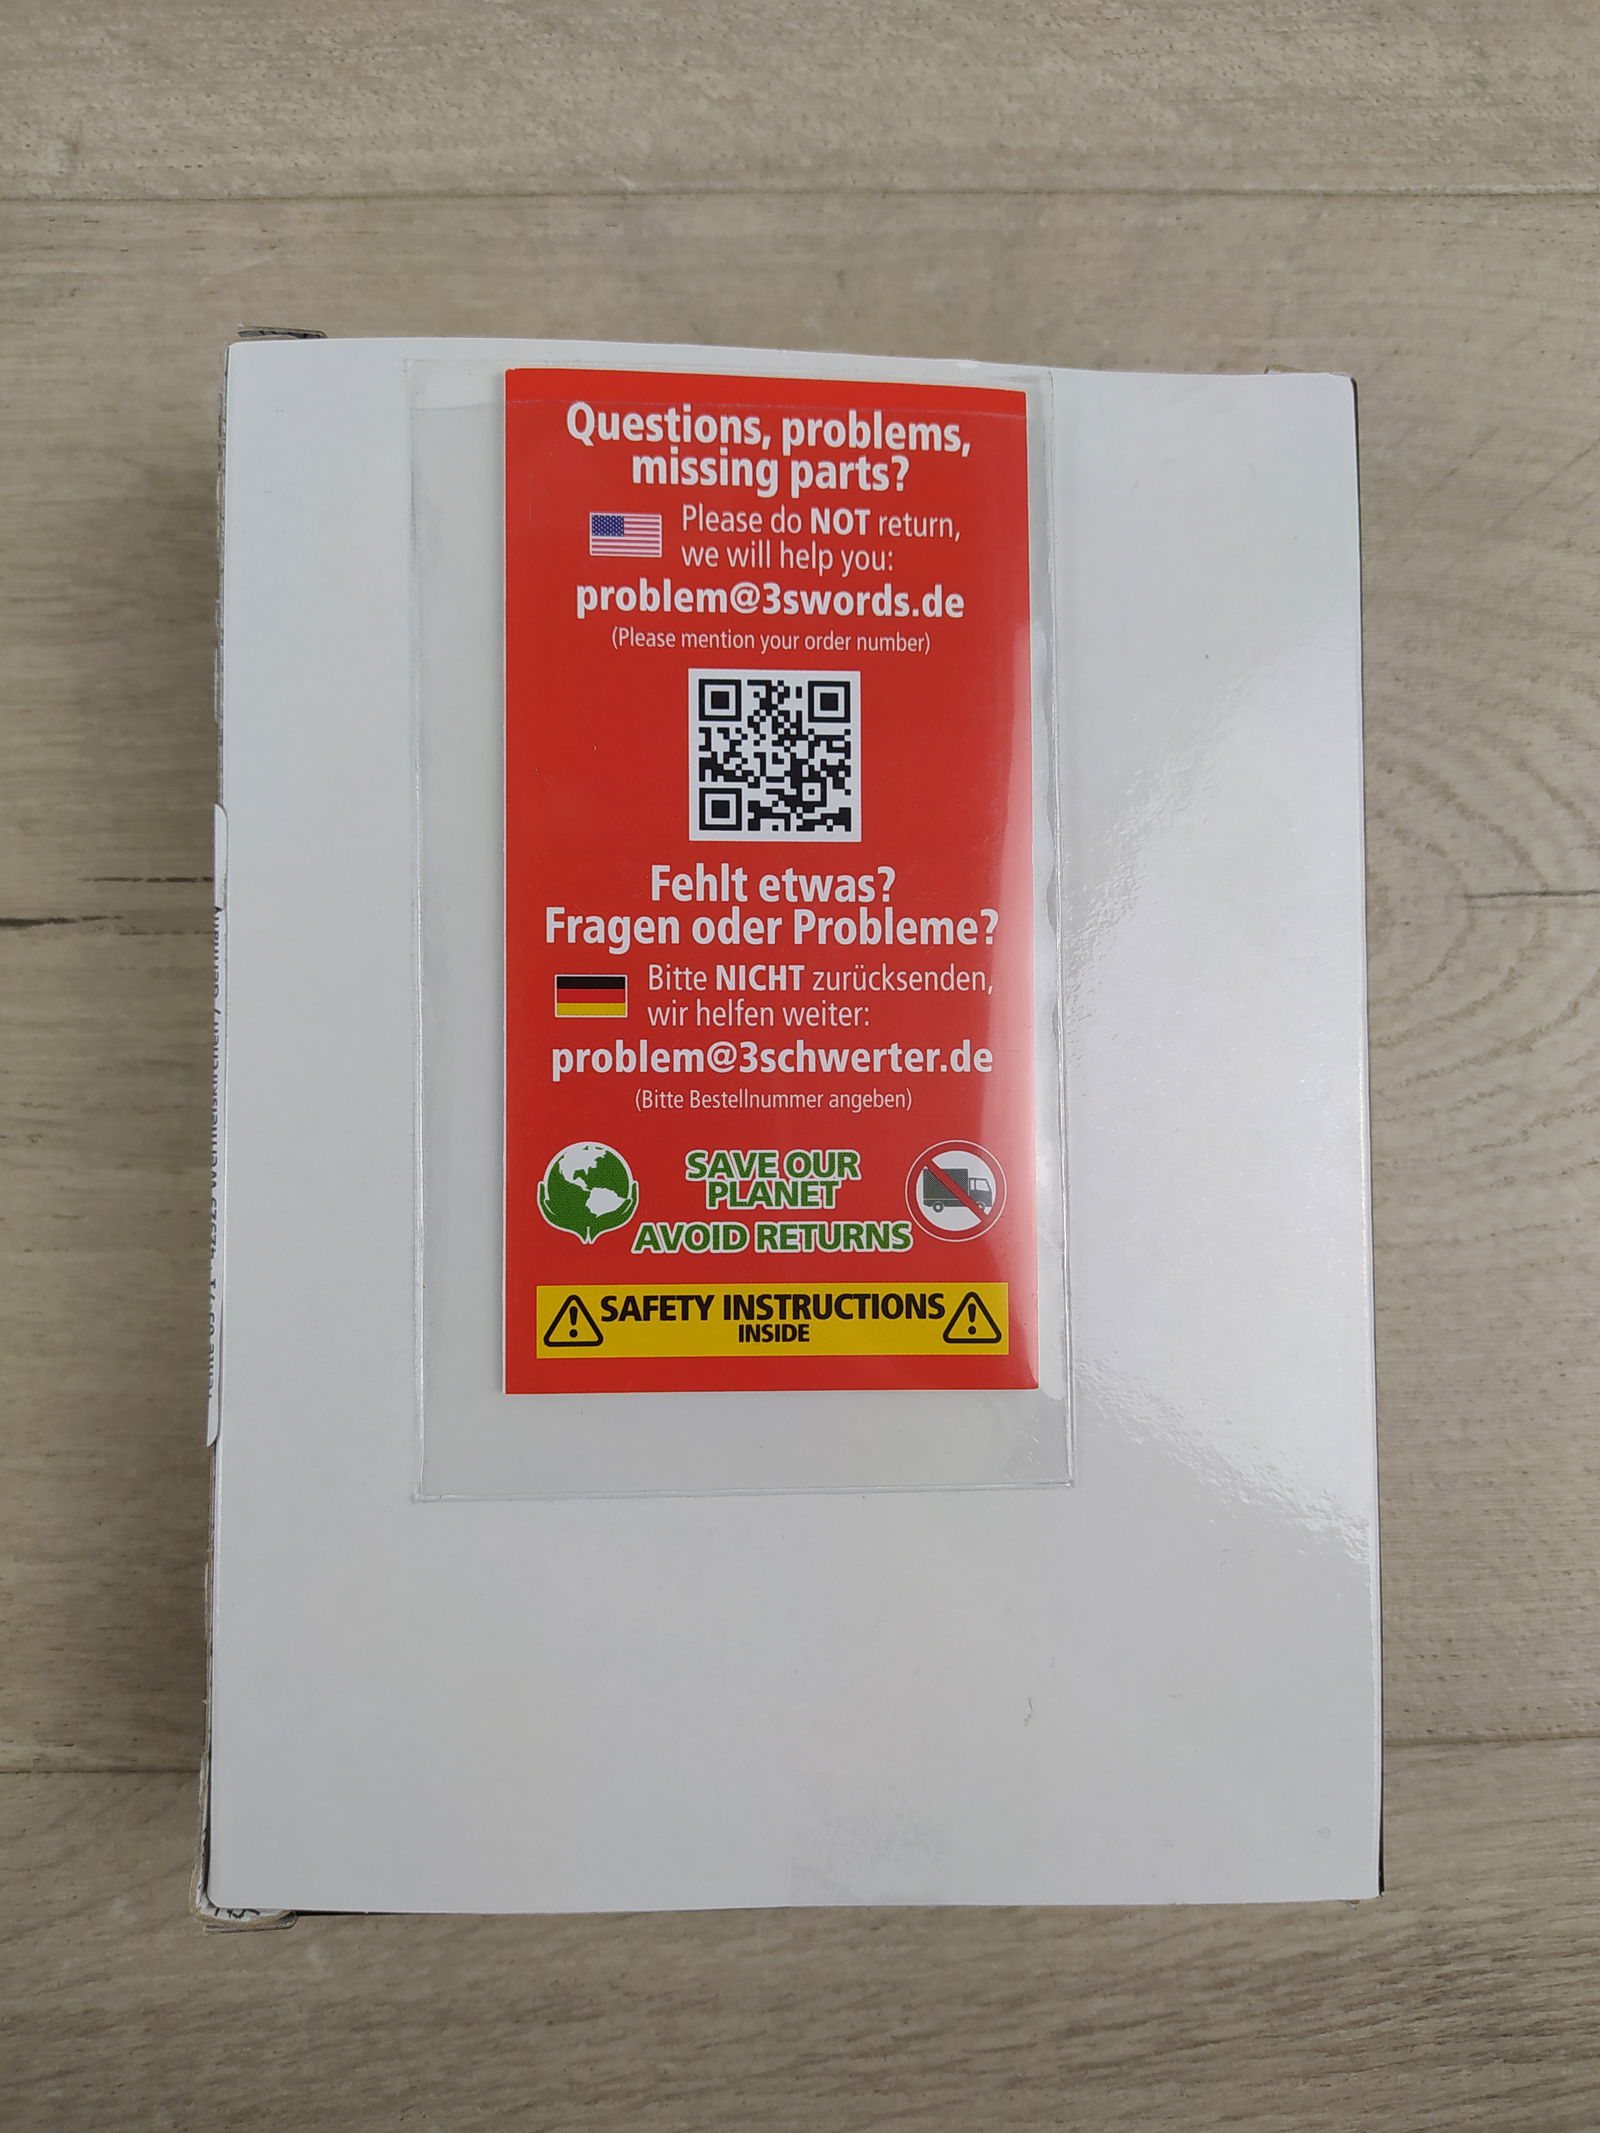 Questions, problems,
missing parts?
Please do NOT return,
we will help you:
problem@3swords.de
(Please mention your order number)
Fehlt etwas?
Fragen oder Probleme?
Bitte NICHT zurücksenden,
wir helfen weiter:
problem@3schwerter.de
(Bitte Bestellnummer angeben)
SAVE OUR
PLANET
AVOID RETURNS
SAFETY INSTRUCTIONS
INSIDE
Germany